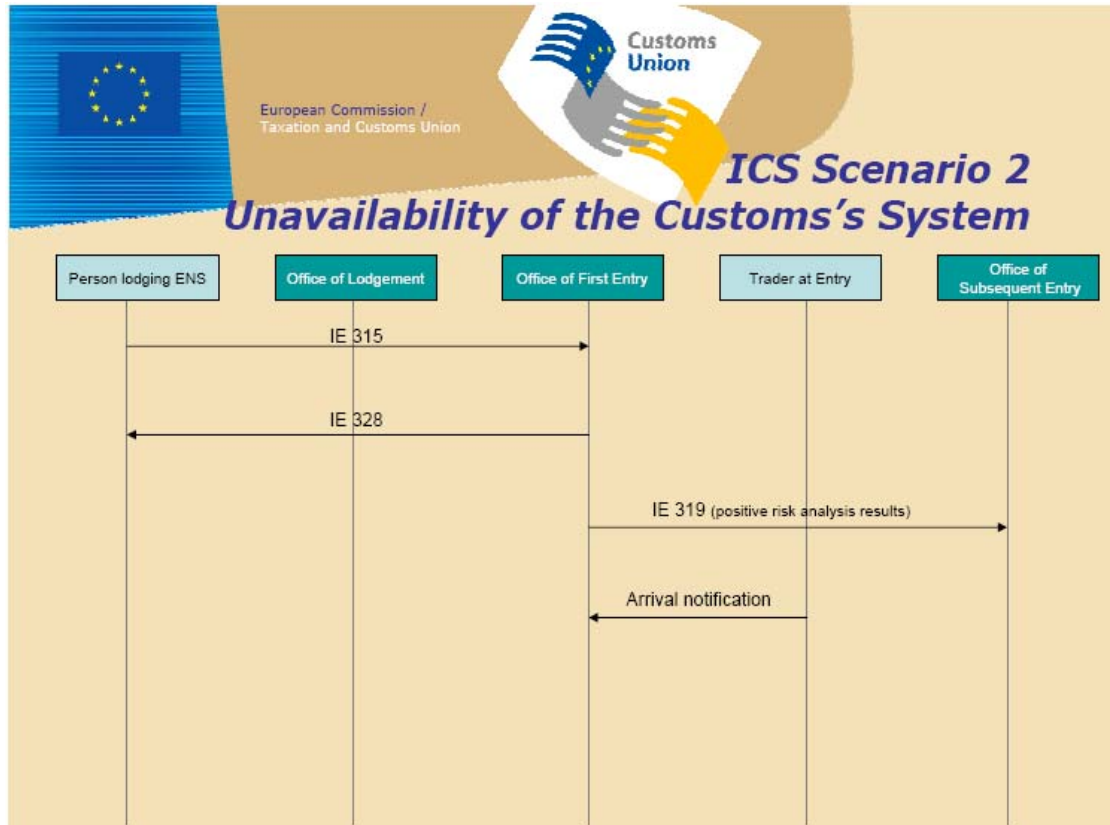 Customs
Union
European Commission /
Taxation and Customs Union
ICS Scenario 2
Unavailability of the Customs's System
Person lodging ENS
Office of Lodgement
Office of First Entry
Trader at Entry
Office of
Subsequent Entry
IE 315
IE 328
IE 319 (positive risk analysis results)
Arrival notification